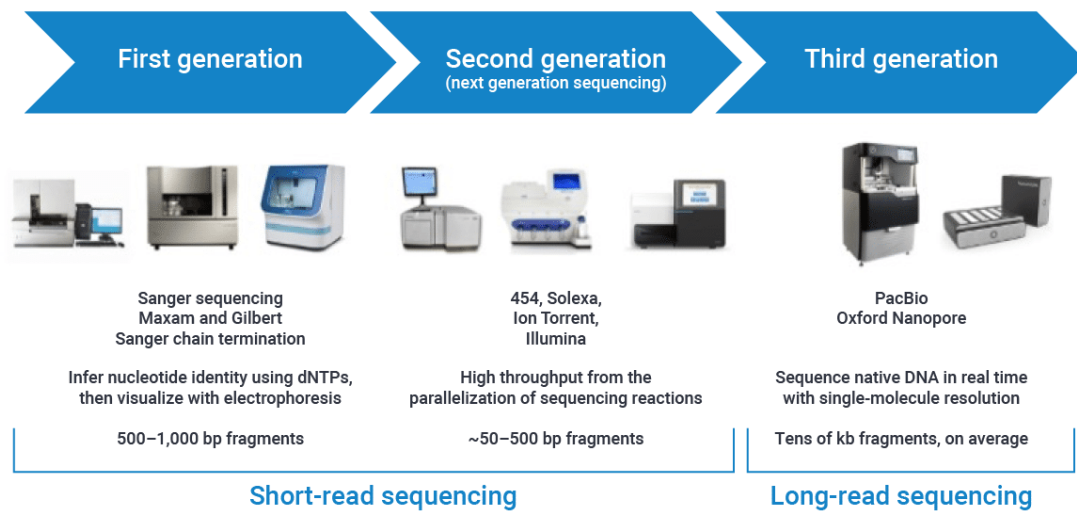 First generation
Second generation
(next generation sequencing)
Third generation
Sanger sequencing
Maxam and Gilbert
Sanger chain termination
454, Solexa,
Ion Torrent,
Illumina
PacBio
Oxford Nanopore
Infer nucleotide identity using dNTPs,
then visualize with electrophoresis
High throughput from the
parallelization of sequencing reactions
Sequence native DNA in real time
with single-molecule resolution
500–1,000 bp fragments
~50–500 bp fragments
Tens of kb fragments, on average
Short-read sequencing
Long-read sequencing